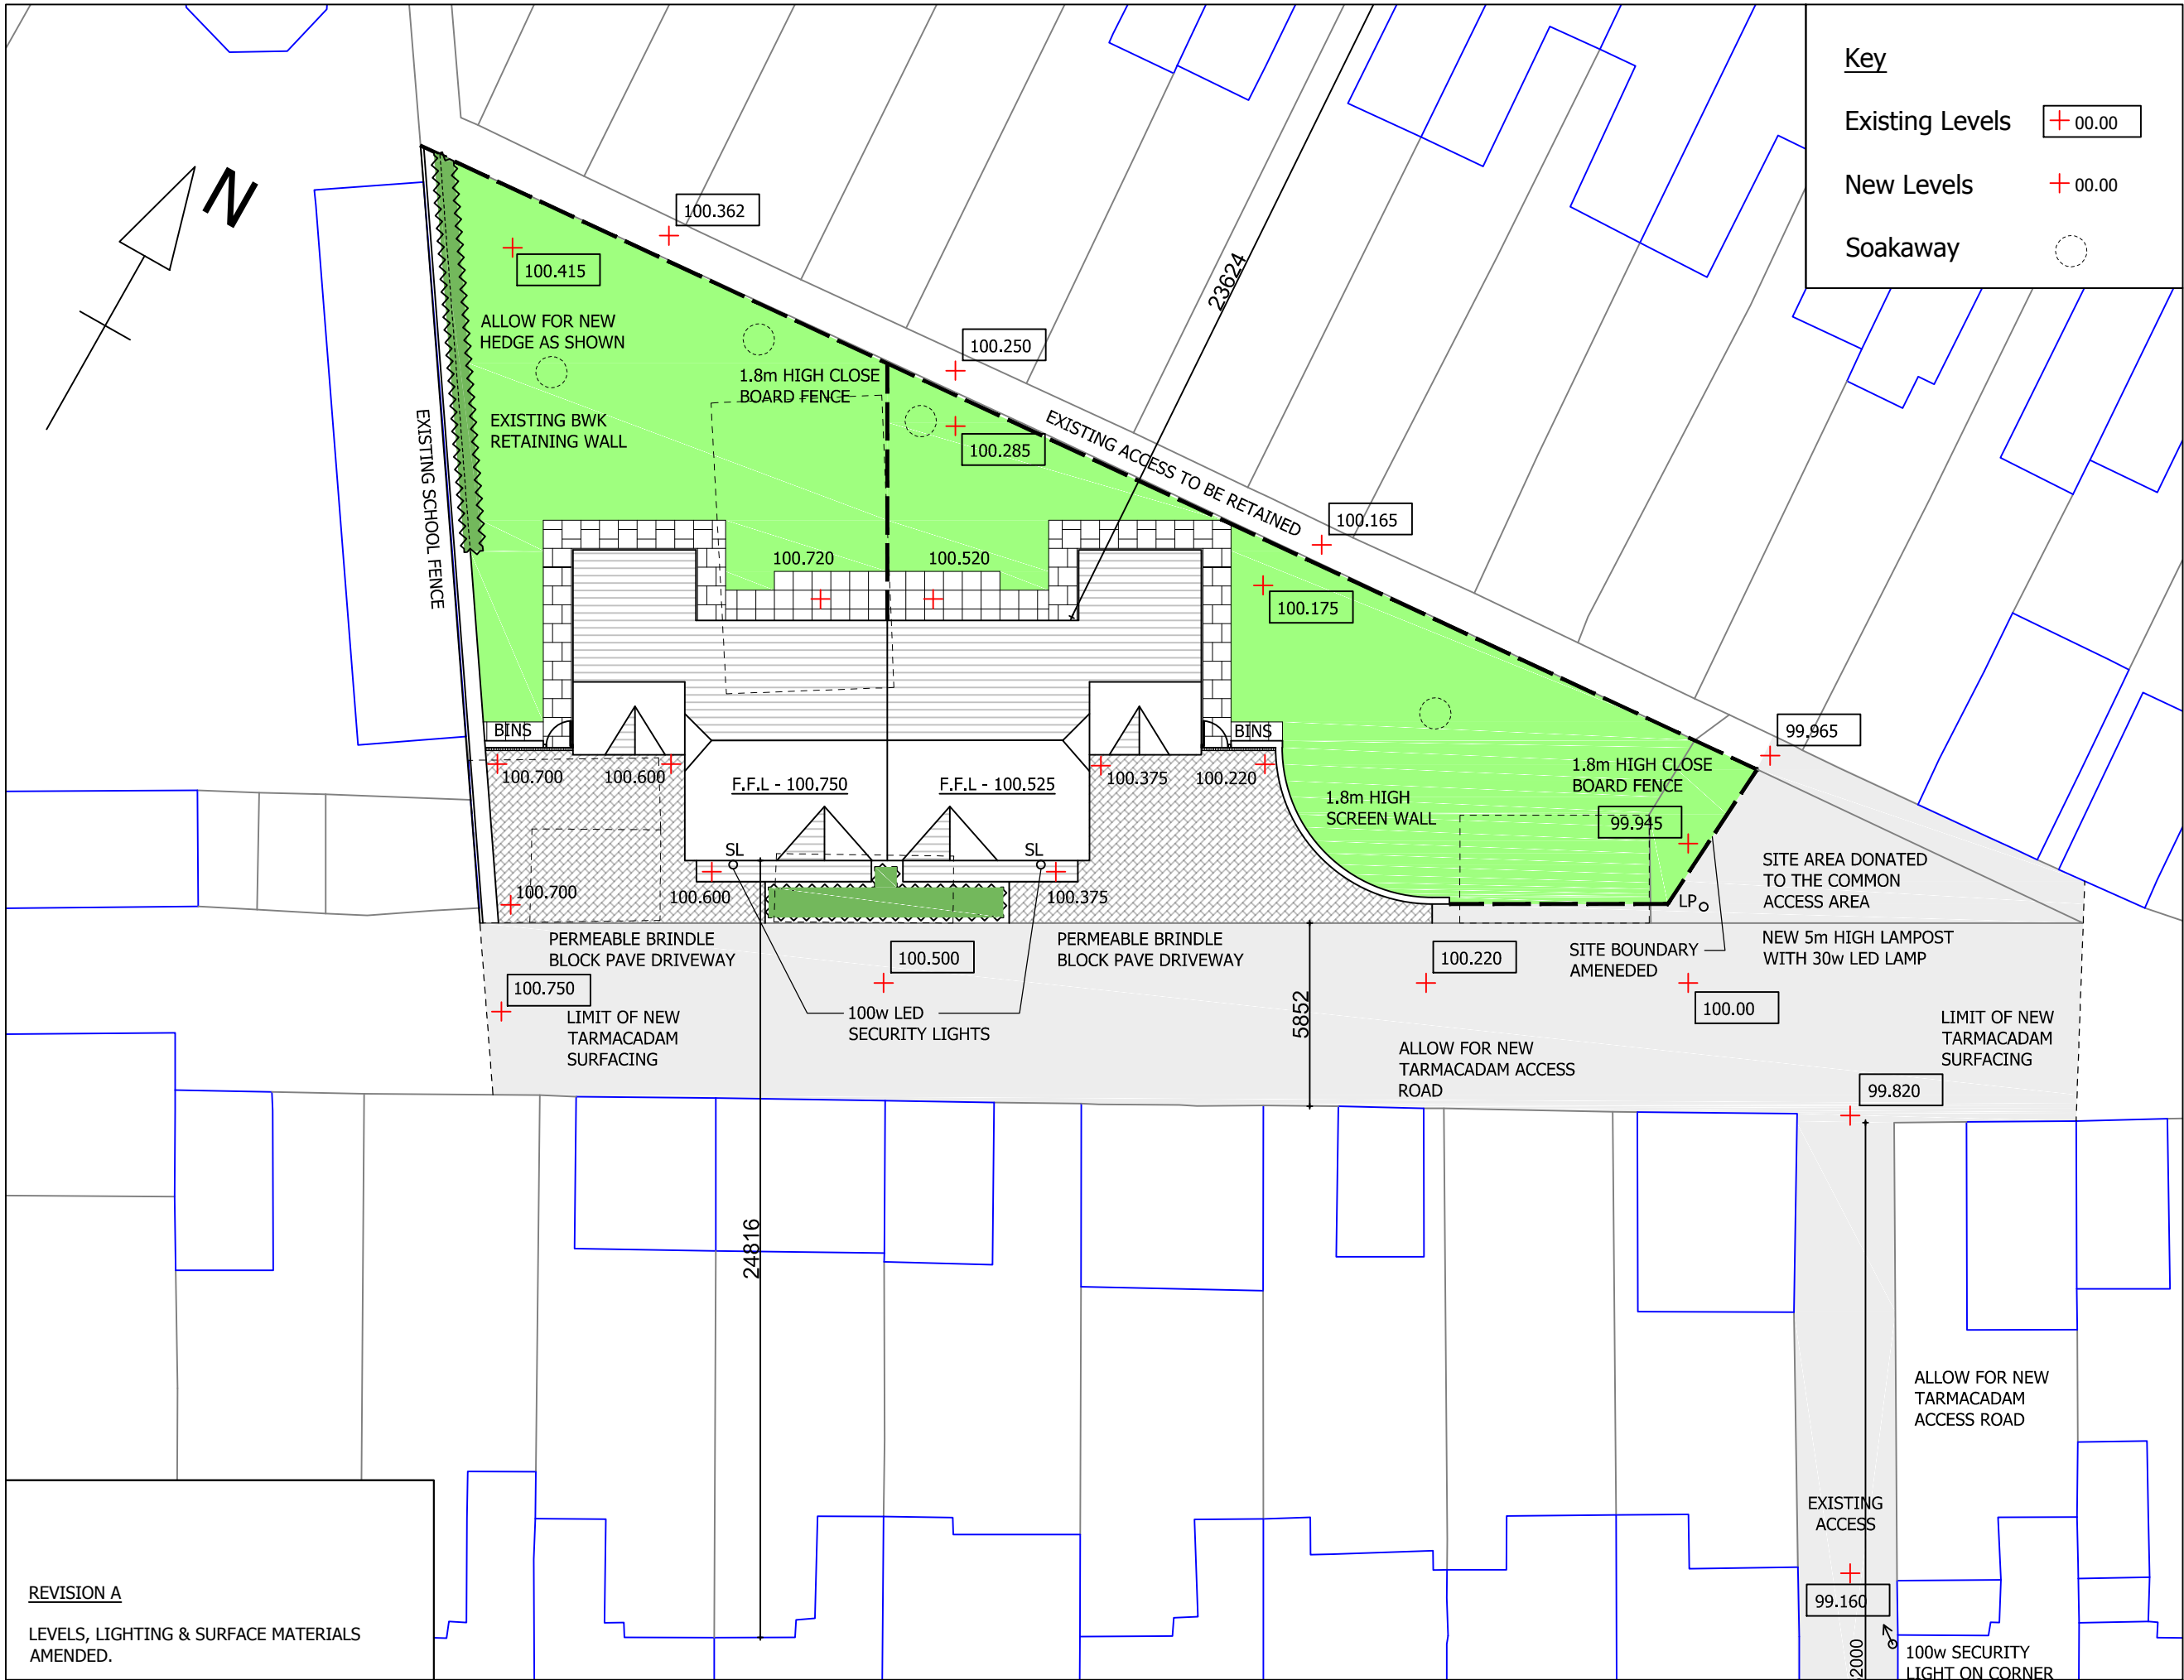 Key
Existing Levels
00.00
New Levels
00.00
Soakaway
N
100.362
100.415
ALLOW FOR NEW
HEDGE AS SHOWN
23624
100.250
1.8m HIGH CLOSE
BOARD FENCE
EXISTING SCHOOL FENCE
EXISTING BWK
RETAINING WALL
100.285
EXISTING ACCESS TO BE RETAINED
100.165
100.720
100.520
100.175
BINS
BINS
99.965
100.700
100.600
F.F.L - 100.750
F.F.L - 100.525
100.375
100.220
1.8m HIGH CLOSE
BOARD FENCE
1.8m HIGH
SCREEN WALL
99.945
SL
SL
SITE AREA DONATED
TO THE COMMON
ACCESS AREA
100.700
100.600
100.375
LP
PERMEABLE BRINDLE
BLOCK PAVE DRIVEWAY
PERMEABLE BRINDLE
BLOCK PAVE DRIVEWAY
NEW 5m HIGH LAMPOST
WITH 30w LED LAMP
SITE BOUNDARY
AMENEDED
100.500
100.220
100.750
100.00
LIMIT OF NEW
TARMACADAM
SURFACING
100w LED
SECURITY LIGHTS
5852
LIMIT OF NEW
TARMACADAM
SURFACING
ALLOW FOR NEW
TARMACADAM ACCESS
ROAD
99.820
24816
ALLOW FOR NEW
TARMACADAM
ACCESS ROAD
EXISTING
ACCESS
99.160
2000
100w SECURITY
LIGHT ON CORNER
REVISION A
LEVELS, LIGHTING & SURFACE MATERIALS
AMENDED.